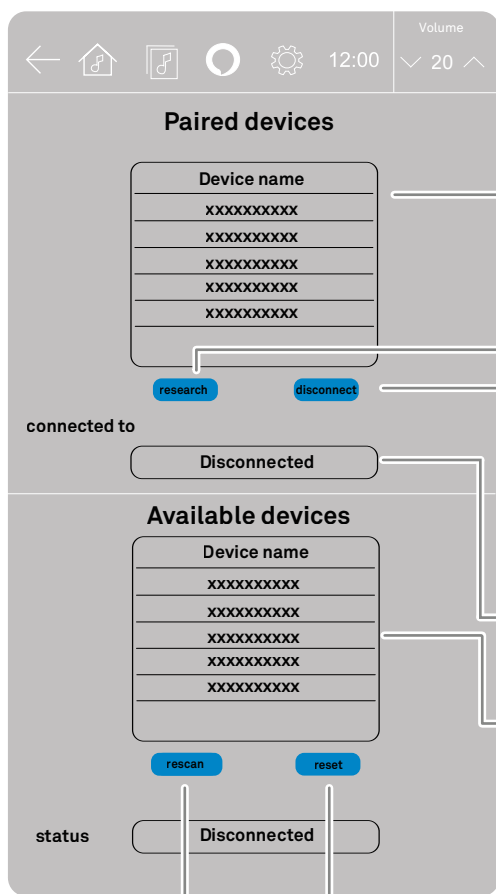 Volume
12:00 20
Paired devices
Device name
xxxxxxxxxx
xxxxxxxxxx
xxxxxxxxxx
xxxxxxxxxx
xxxxxxxxxx
research disconnect
connected to
Disconnected
Available devices
Device name
xxxxxxxxxx
xxxxxxxxxx
xxxxxxxxxx
xxxxxxxxxx
xxxxxxxxxx
rescan reset
status Disconnected